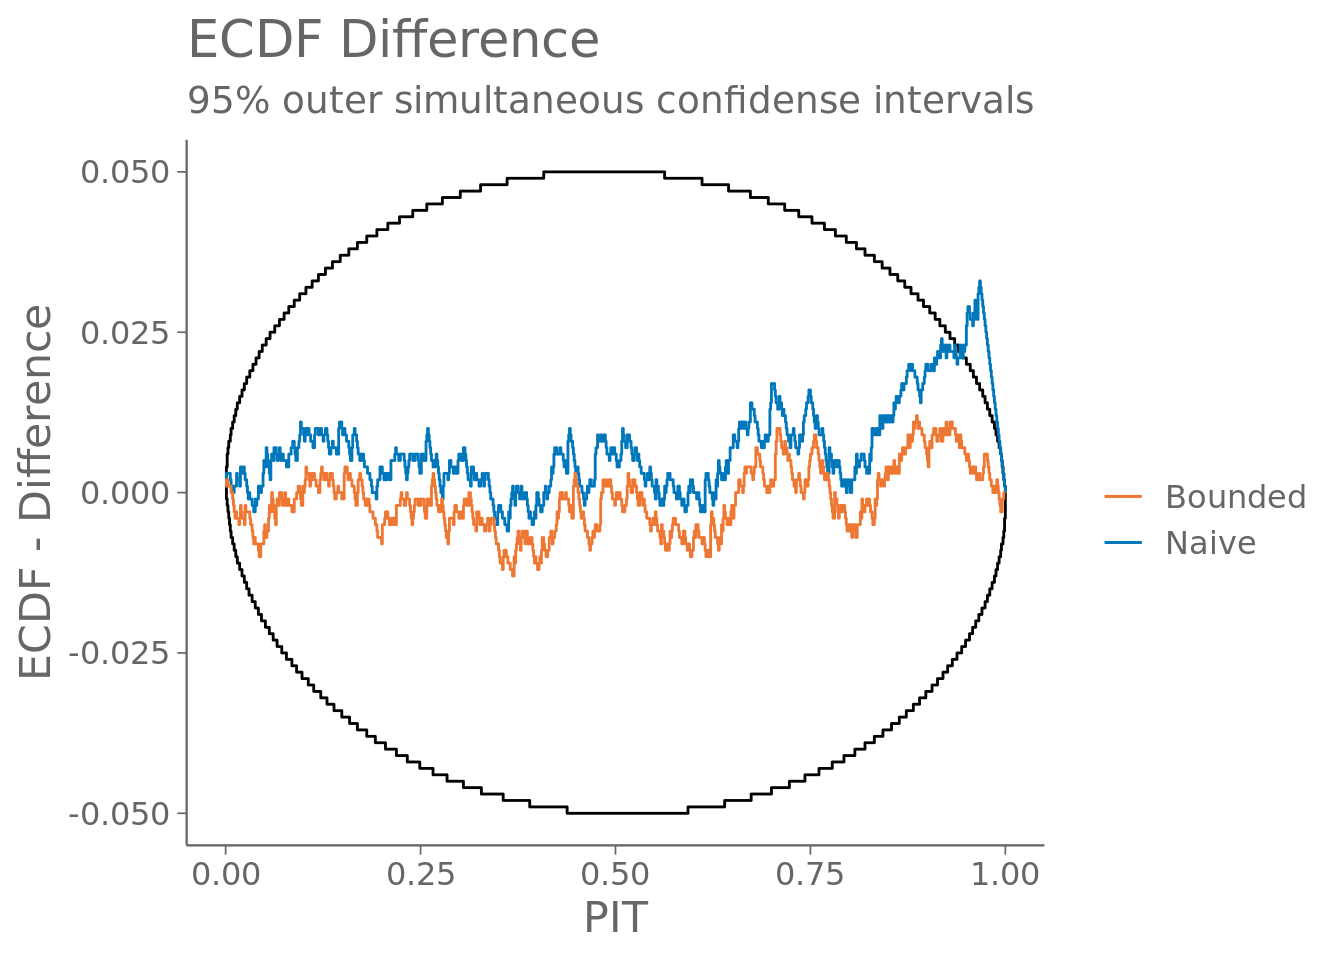 ECDF Difference
95% outer simultaneous confidense intervals
ECDF - Difference
0.050
0.025
0.000
-0.025
-0.050
0.00 0.25 0.50 0.75 1.00
PIT
Bounded
Naive